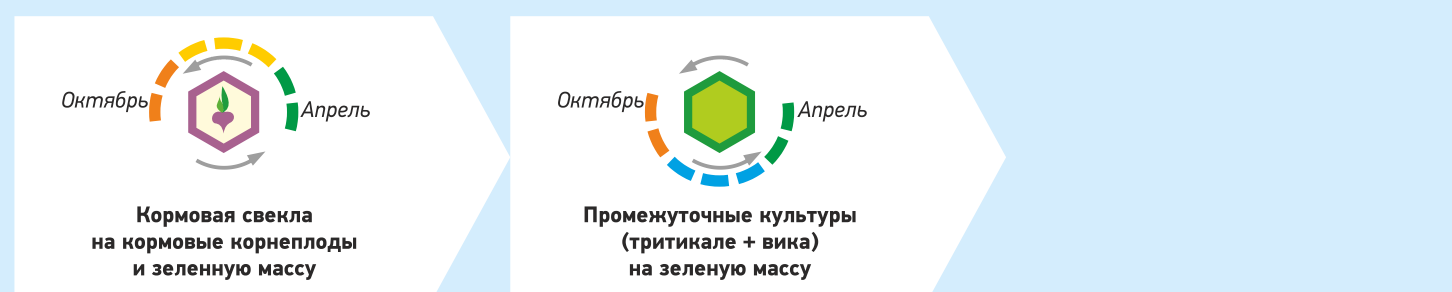 Октябрь
Апрель
Кормовая свекла
на кормовые корнеплоды
и зеленную массу
Октябрь
Апрель
Промежуточные культуры
(тритикале + вика)
на зеленую массу